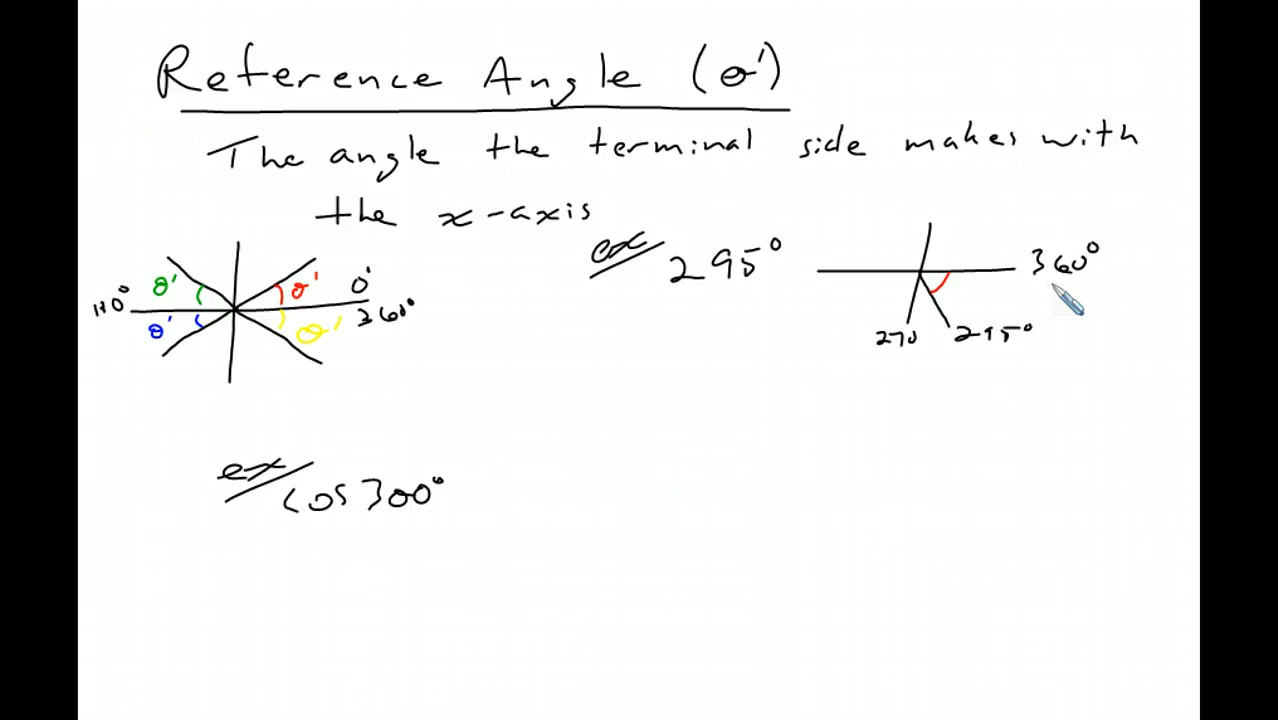 Reference Angle (θ')
The angle the terminal side makes with
the x-axis
ex 295°
360°
270
295°
180°
θ'
θ'
0°
θ'
θ'
360°
ex cos 300°